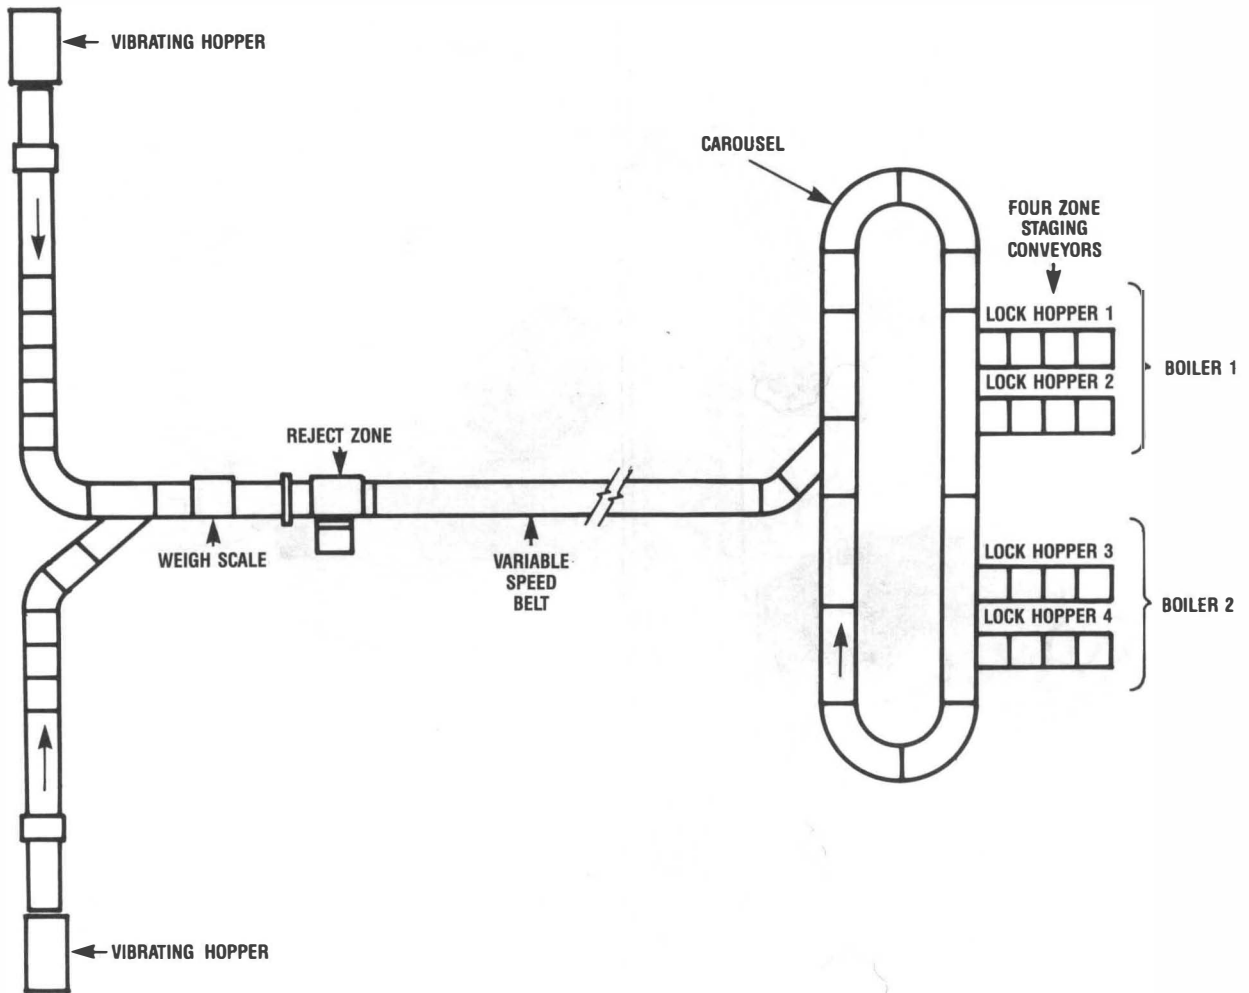 VIBRATING HOPPER
CAROUSEL
FOUR ZONE
STAGING
CONVEYORS
LOCK HOPPER 1
BOILER 1
LOCK HOPPER 2
REJECT ZONE
WEIGH SCALE
VARIABLE
SPEED
BELT
LOCK HOPPER 3
BOILER 2
LOCK HOPPER 4
VIBRATING HOPPER